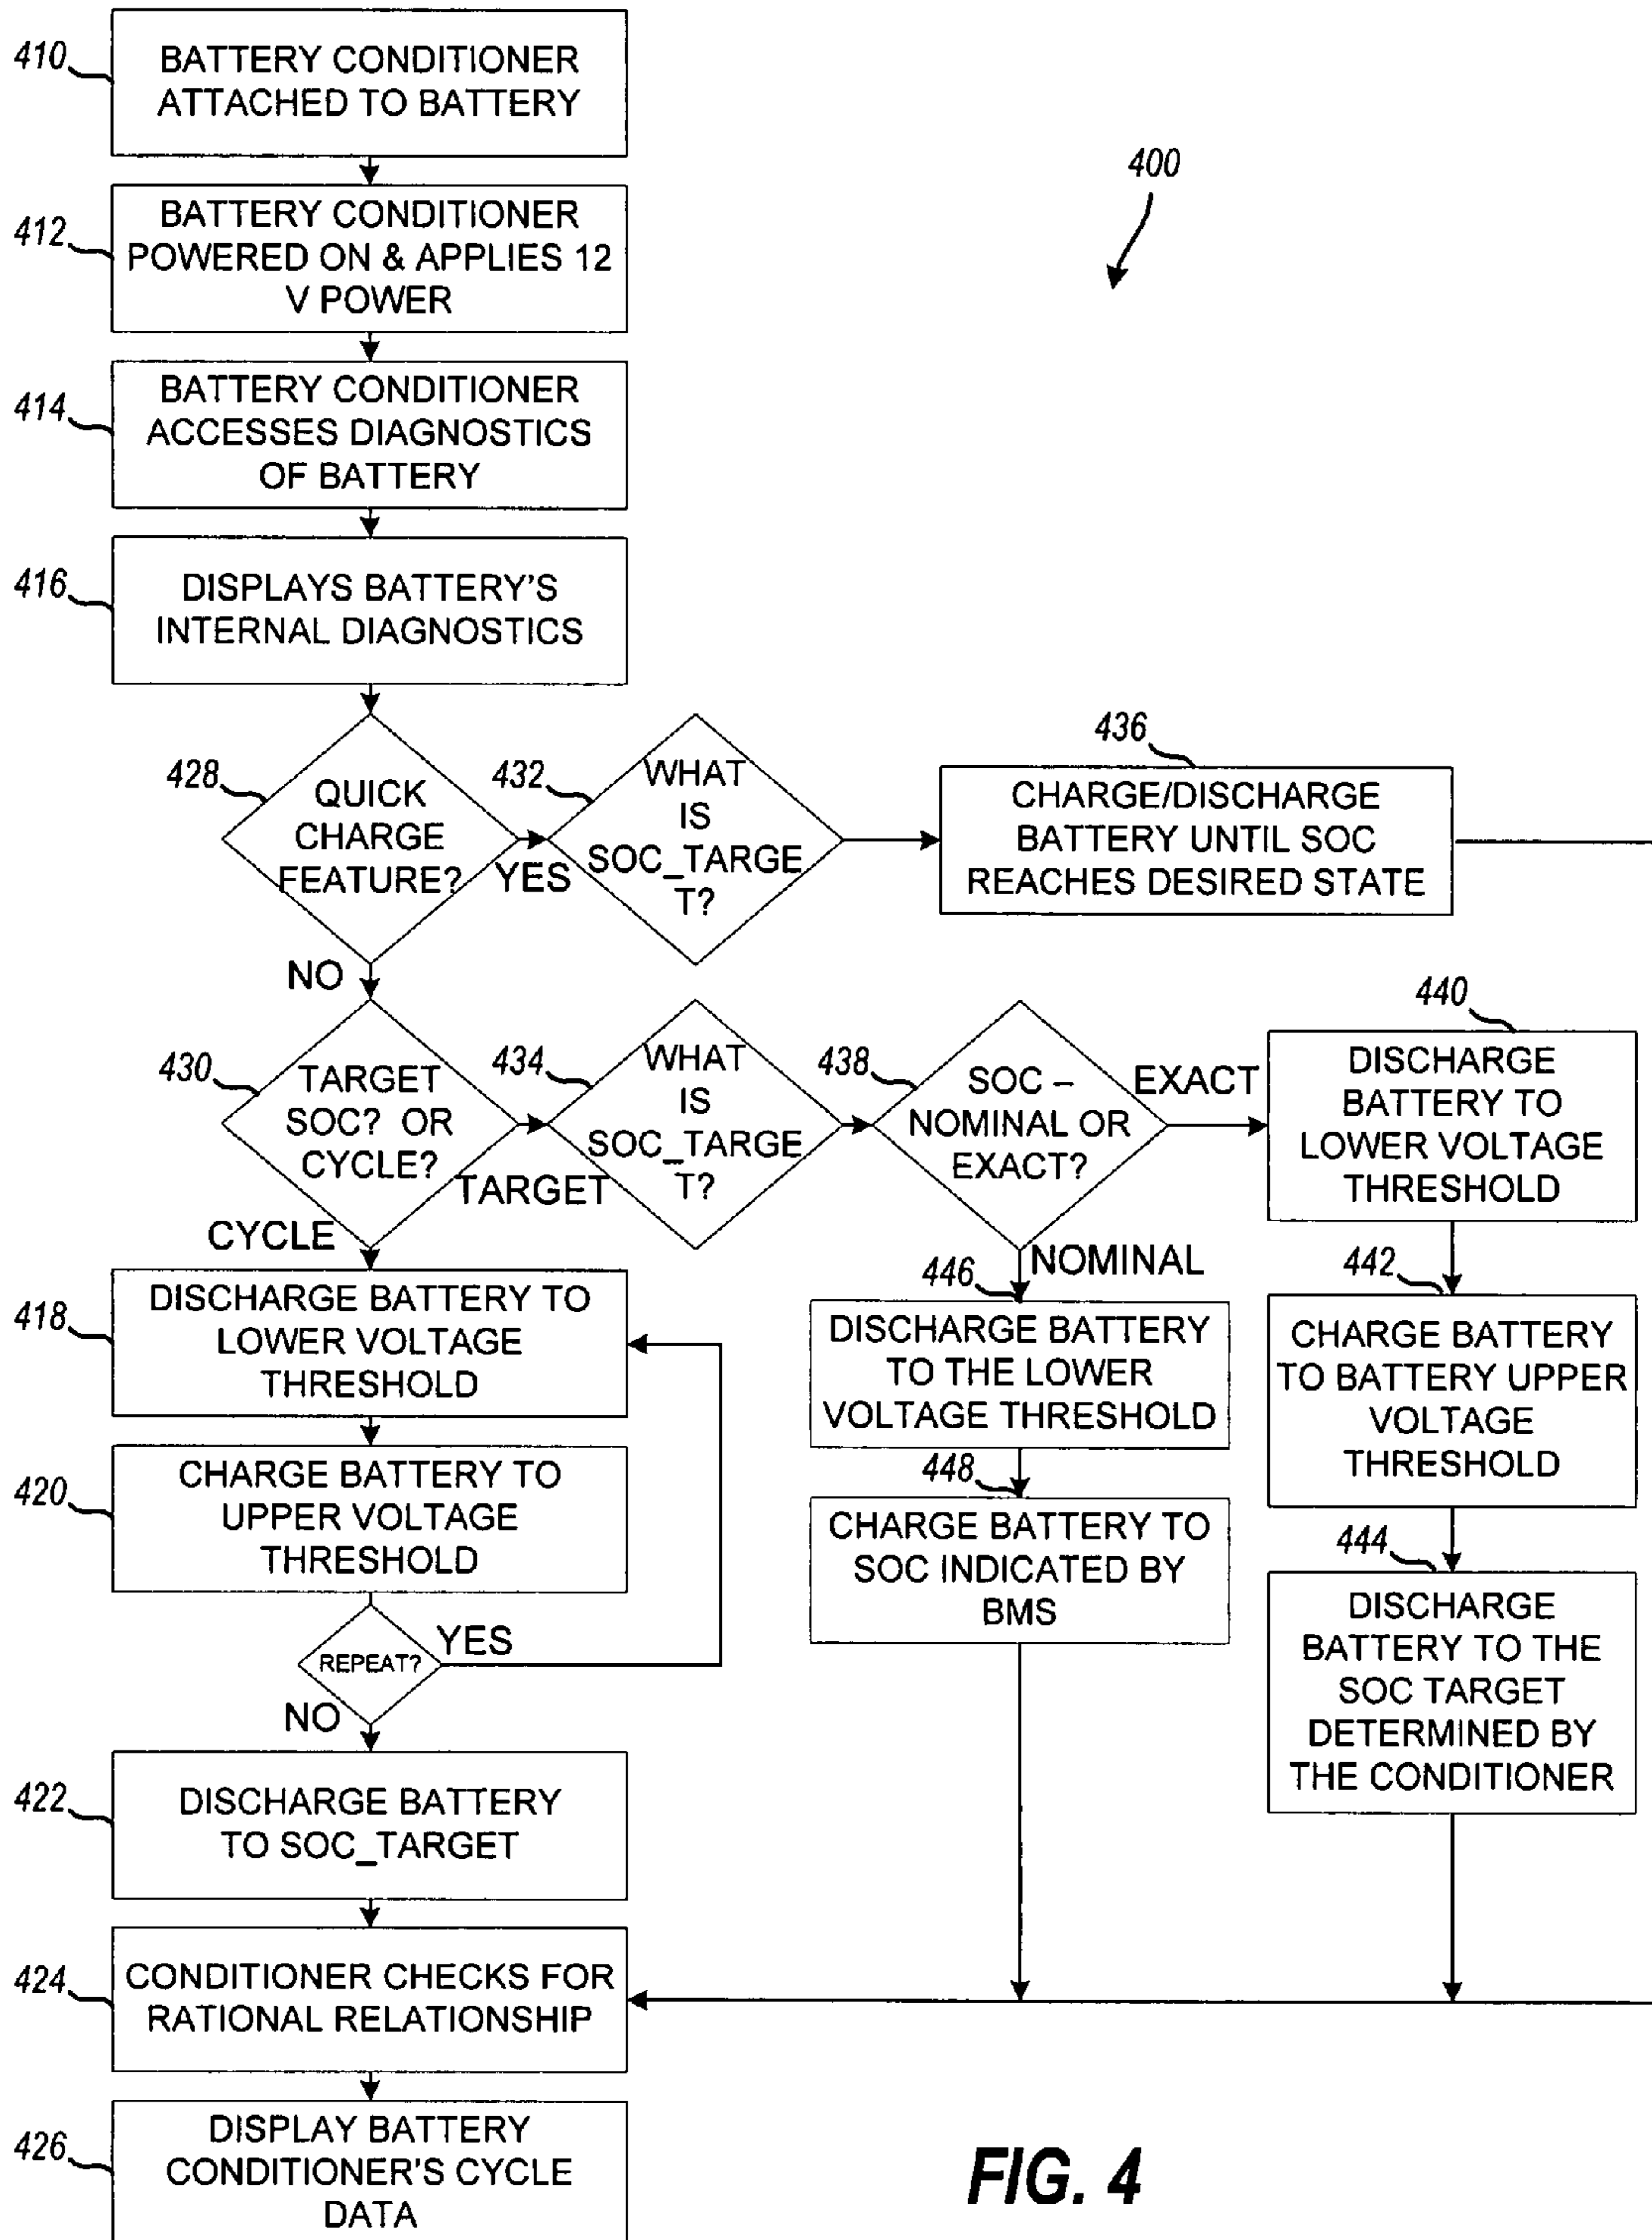 410
BATTERY CONDITIONER
ATTACHED TO BATTERY
400
412
BATTERY CONDITIONER
POWERED ON & APPLIES 12
V POWER
414
BATTERY CONDITIONER
ACCESSES DIAGNOSTICS
OF BATTERY
416
DISPLAYS BATTERY'S
INTERNAL DIAGNOSTICS
428
QUICK
CHARGE
FEATURE?
YES
NO
432
WHAT
IS
SOC_TARGE
T?
436
CHARGE/DISCHARGE
BATTERY UNTIL SOC
REACHES DESIRED STATE
430
TARGET
SOC? OR
CYCLE?
TARGET
CYCLE
434
WHAT
IS
SOC_TARGE
T?
438
SOC –
NOMINAL OR
EXACT?
EXACT
NOMINAL
440
DISCHARGE
BATTERY TO
LOWER VOLTAGE
THRESHOLD
418
DISCHARGE BATTERY TO
LOWER VOLTAGE
THRESHOLD
446
DISCHARGE BATTERY
TO THE LOWER
VOLTAGE THRESHOLD
442
CHARGE BATTERY
TO BATTERY UPPER
VOLTAGE
THRESHOLD
420
CHARGE BATTERY TO
UPPER VOLTAGE
THRESHOLD
448
CHARGE BATTERY TO
SOC INDICATED BY
BMS
444
DISCHARGE
BATTERY TO THE
SOC TARGET
DETERMINED BY
THE CONDITIONER
REPEAT?
YES
NO
422
DISCHARGE BATTERY
TO SOC_TARGET
424
CONDITIONER CHECKS FOR
RATIONAL RELATIONSHIP
426
DISPLAY BATTERY
CONDITIONER'S CYCLE
DATA
FIG. 4